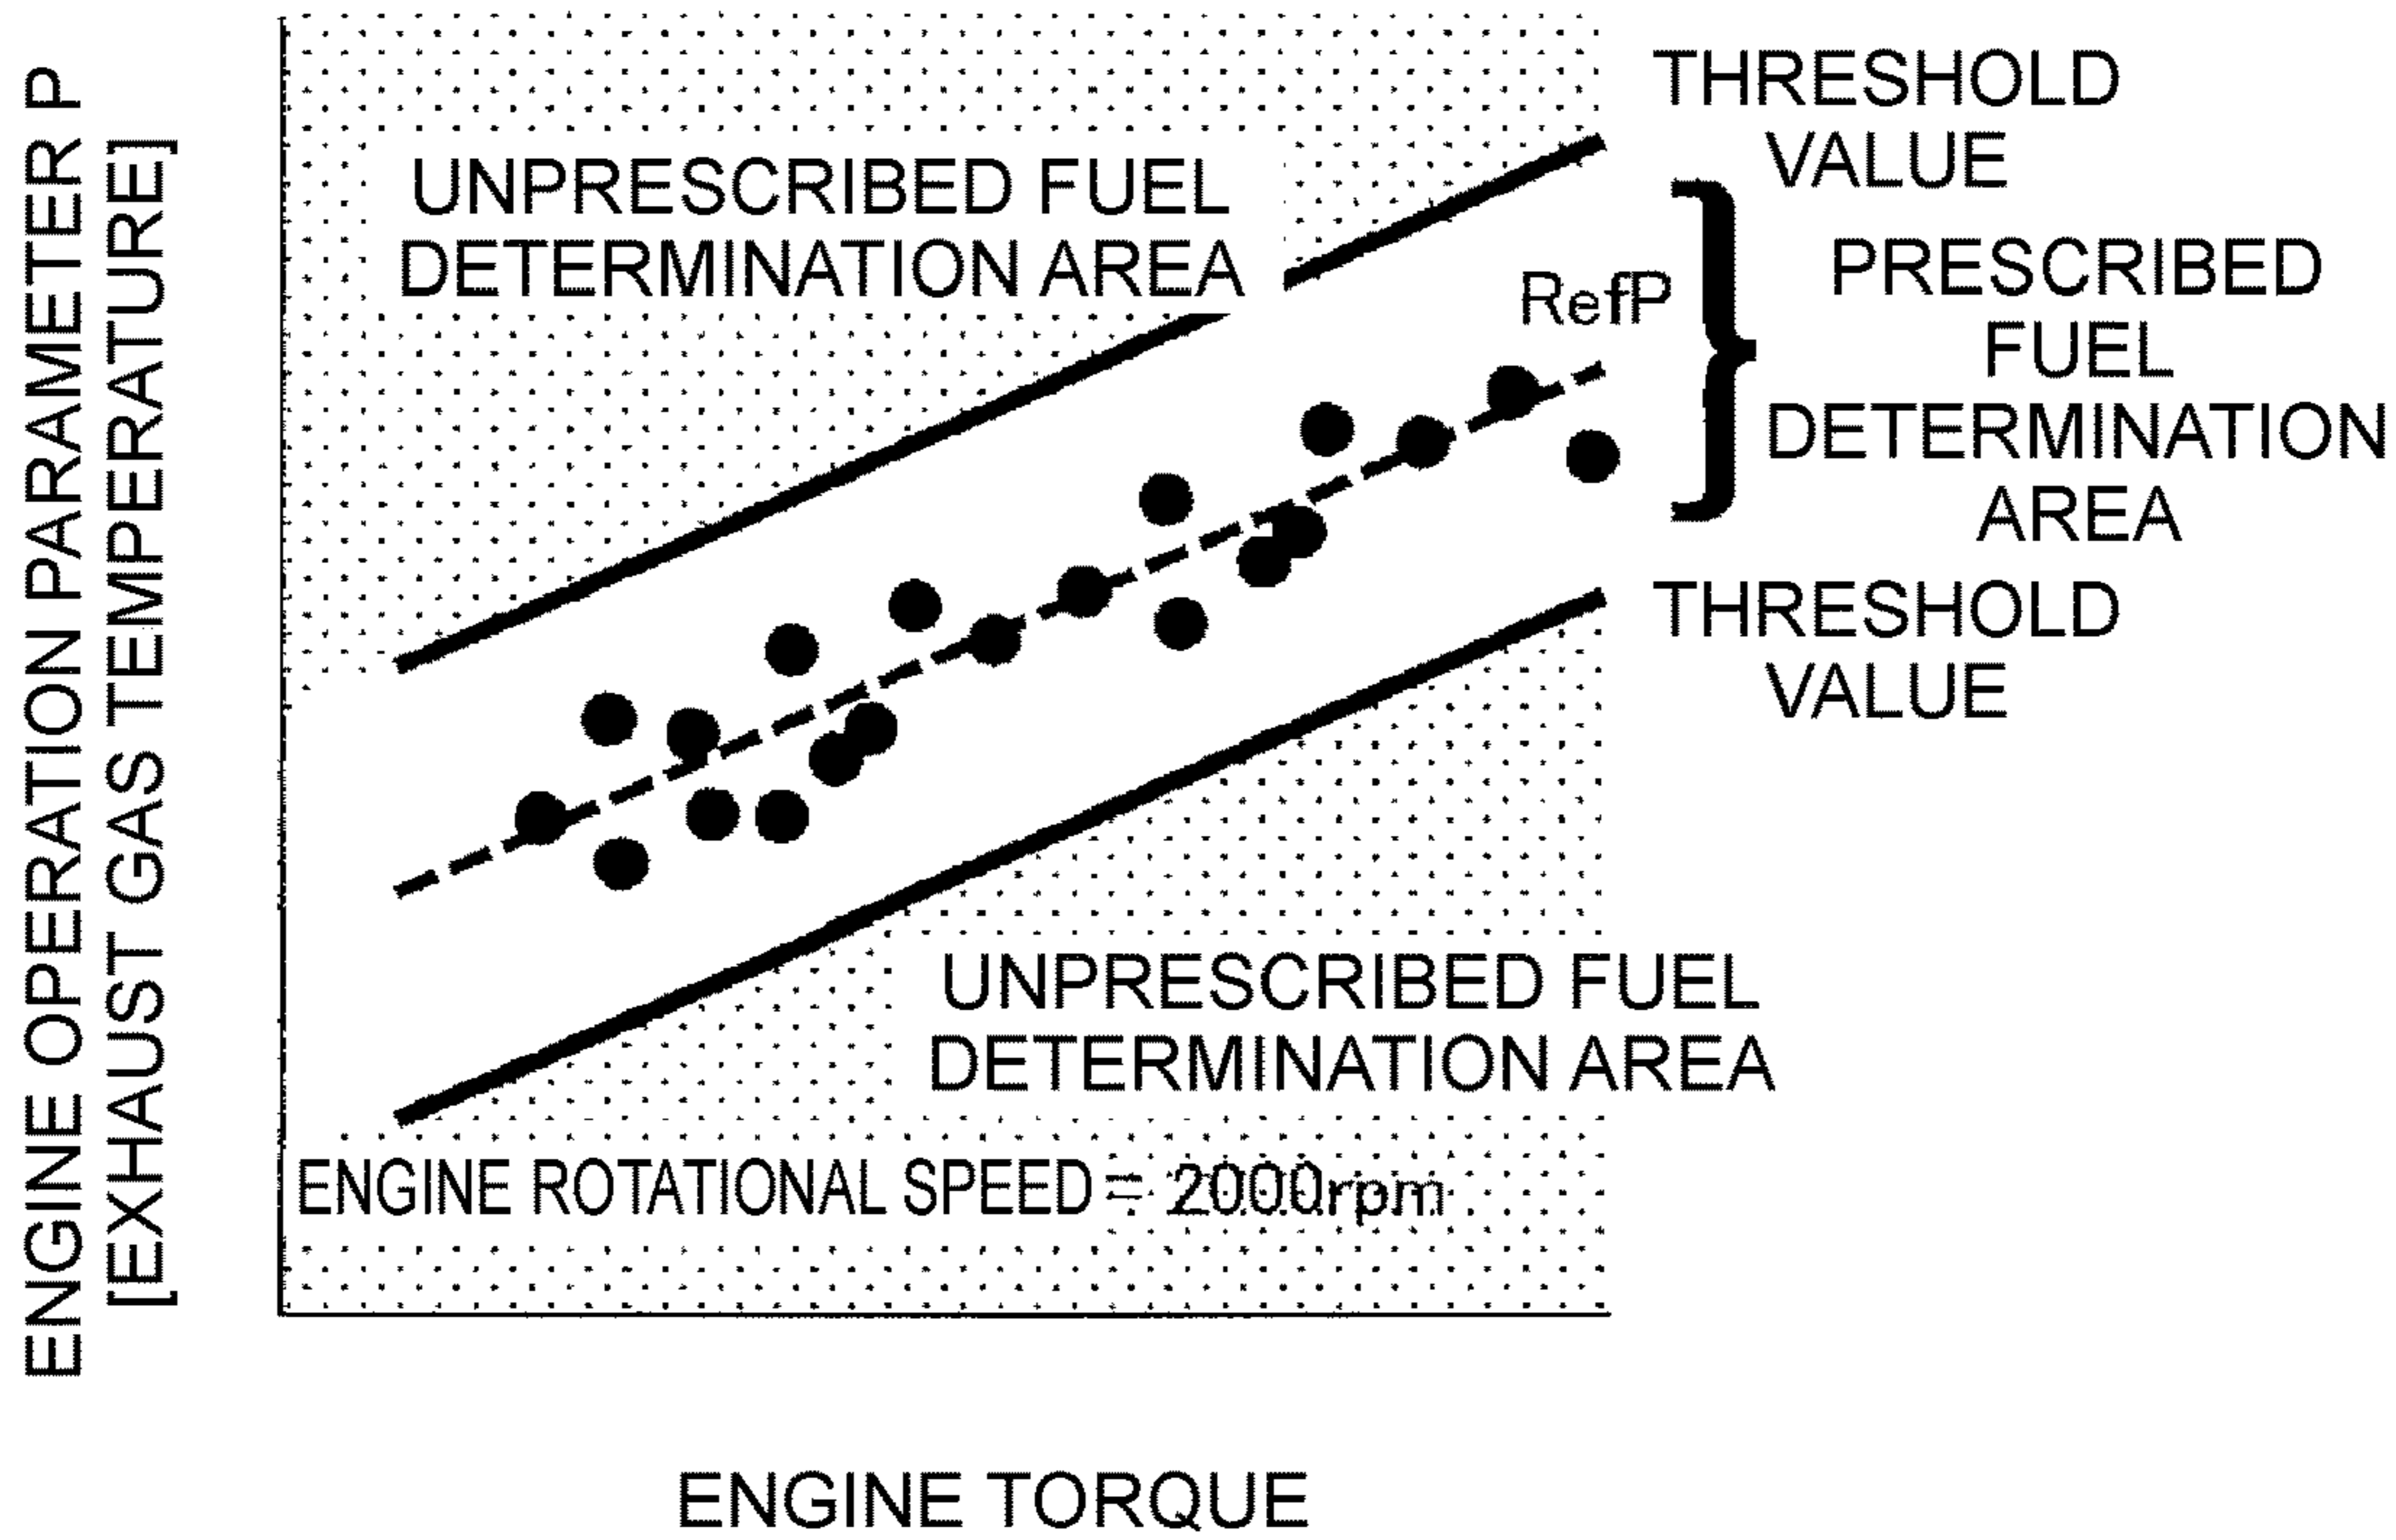 ENGINE OPERATION PARAMETER P
[EXHAUST GAS TEMPERATURE]
UNPRESCRIBED FUEL
DETERMINATION AREA
THRESHOLD
VALUE
RefP
PRESCRIBED
FUEL
DETERMINATION
AREA
THRESHOLD
VALUE
UNPRESCRIBED FUEL
DETERMINATION AREA
ENGINE ROTATIONAL SPEED = 2000rpm
ENGINE TORQUE